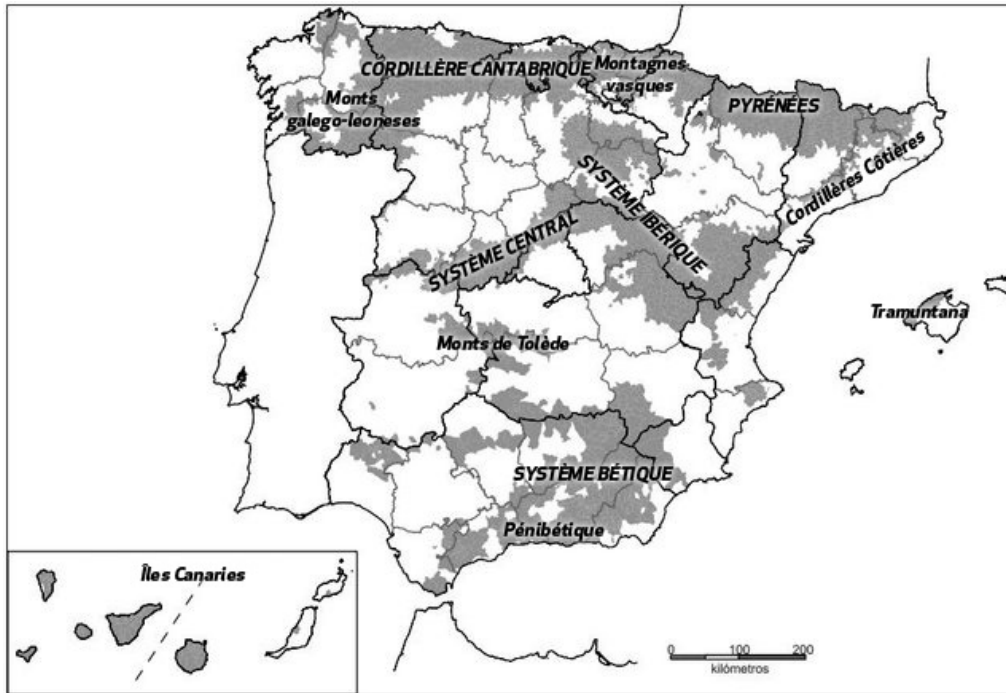 CORDILLÈRE CANTABRIQUE
Montagnes
vasques
Monts
galego-leoneses
PYRÉNÉES
Cordillères Côtières
SYSTÈME IBÉRIQUE
SYSTÈME CENTRAL
Tramuntana
Monts de Tolède
SYSTÈME BÉTIQUE
Pénibétique
Îles Canaries
0 100 200
kilómetros